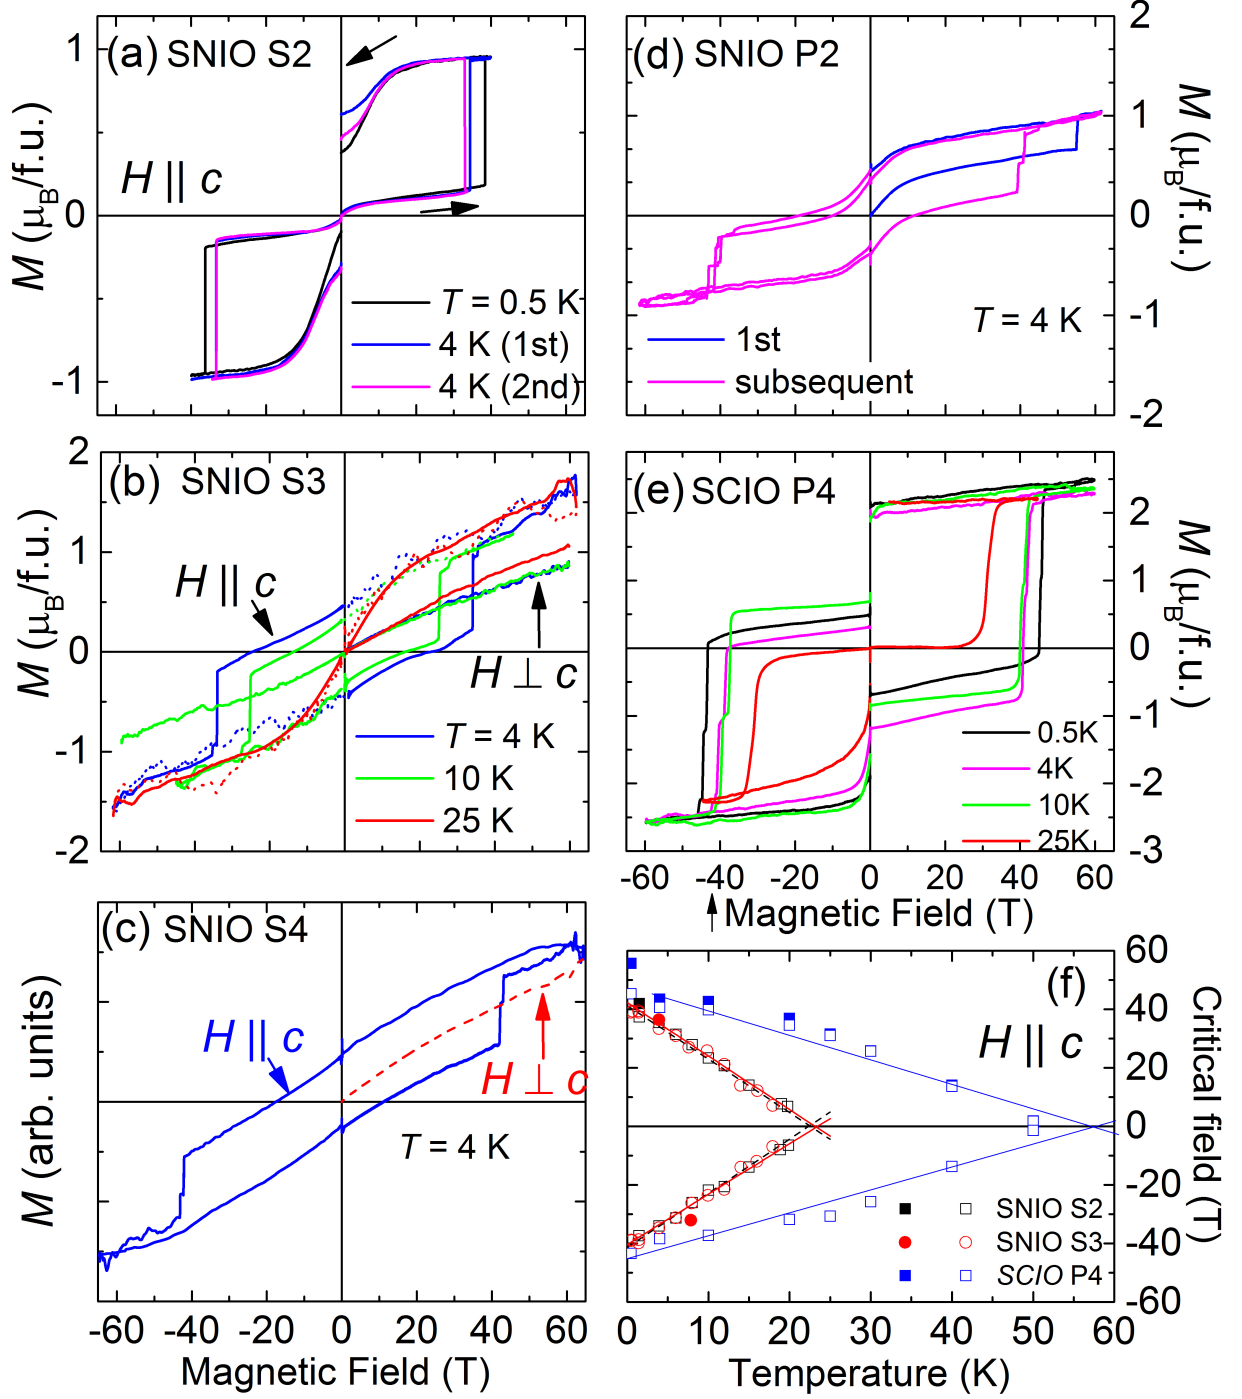 (a) SNIO S2
H || c
T = 0.5 K
4 K (1st)
4 K (2nd)
M (μB/f.u.)
1
0
-1
(d) SNIO P2
1st
subsequent
T = 4 K
M (μB/f.u.)
2
1
0
-1
-2
(b) SNIO S3
H || c
H ⊥ c
T = 4 K
10 K
25 K
M (μB/f.u.)
2
1
0
-1
-2
(e) SCIO P4
0.5K
4K
10K
25K
M (μB/f.u.)
2
1
0
-1
-2
-3
-60 -40 -20 0 20 40 60
Magnetic Field (T)
(c) SNIO S4
H || c
H ⊥ c
T = 4 K
M (arb. units)
-60 -40 -20 0 20 40 60
Magnetic Field (T)
(f)
H || c
SNIO S2
SNIO S3
SCIO P4
Critical field (T)
60
40
20
0
-20
-40
-60
0 10 20 30 40 50 60
Temperature (K)